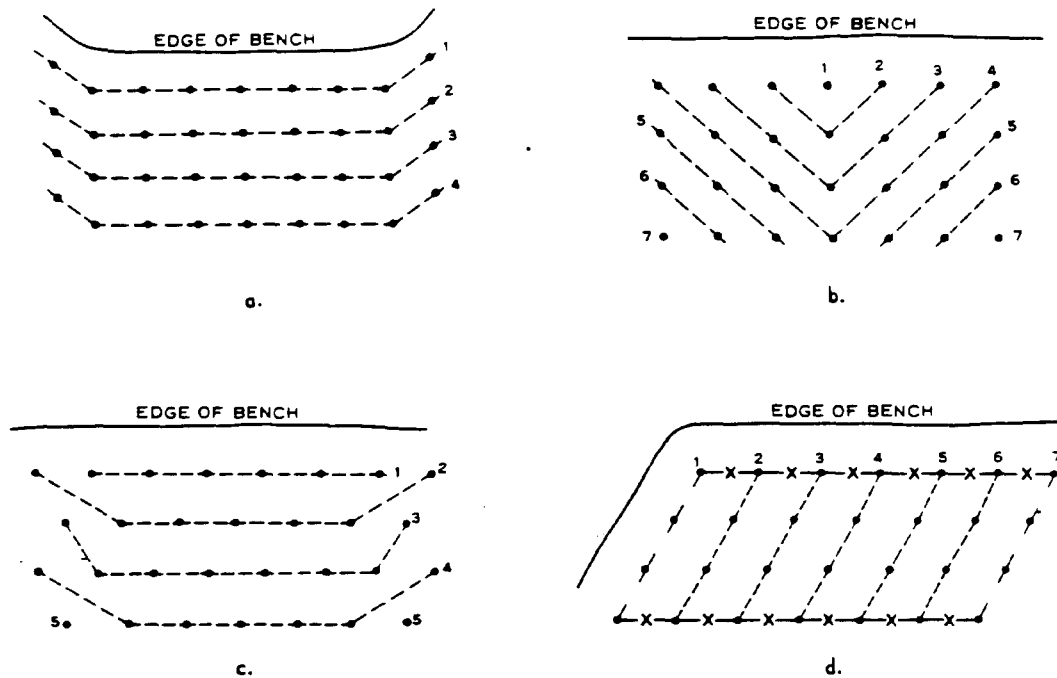 EDGE OF BENCH
1
2
3
4
a.
EDGE OF BENCH
1 2 3 4
5 5
6 6
7 7
b.
EDGE OF BENCH
1 2
3
4
5 5
c.
EDGE OF BENCH
1 X 2 X 3 X 4 X 5 X 6 X 7
X X X X X X
d.